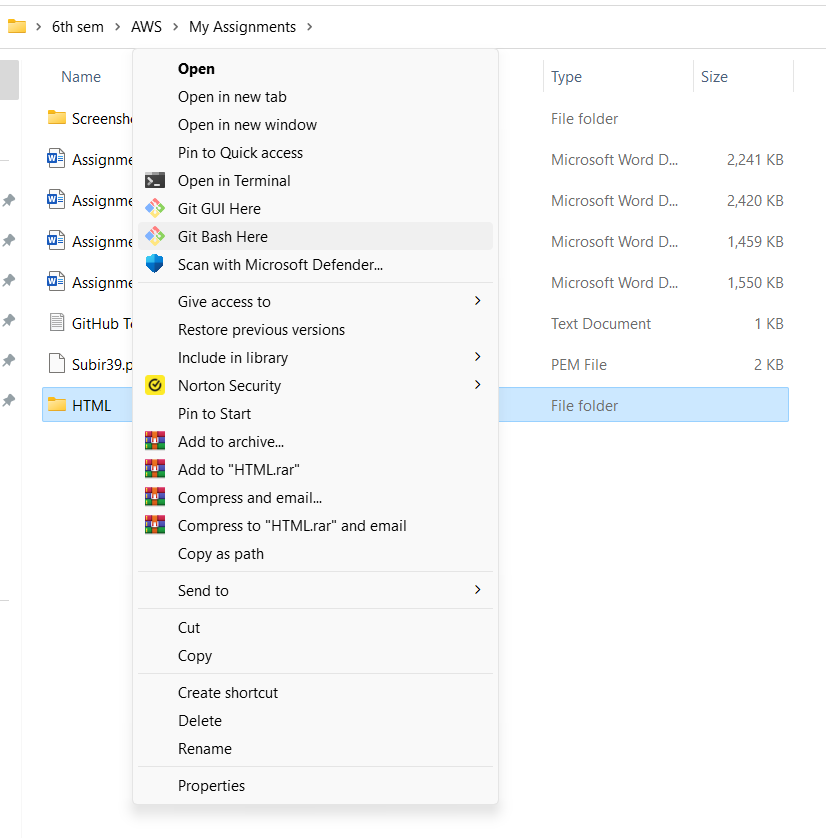 6th sem > AWS > My Assignments >
Name Type Size
Screensh File folder
Assignme Microsoft Word D... 2,241 KB
Assignme Microsoft Word D... 2,420 KB
Assignme Microsoft Word D... 1,459 KB
Assignme Microsoft Word D... 1,550 KB
GitHub T Text Document 1 KB
Subir39.p PEM File 2 KB
HTML File folder
Open
Open in new tab
Open in new window
Pin to Quick access
Open in Terminal
Git GUI Here
Git Bash Here
Scan with Microsoft Defender...
Give access to
Restore previous versions
Include in library
Norton Security
Pin to Start
Add to archive...
Add to "HTML.rar"
Compress and email...
Compress to "HTML.rar" and email
Copy as path
Send to
Cut
Copy
Create shortcut
Delete
Rename
Properties